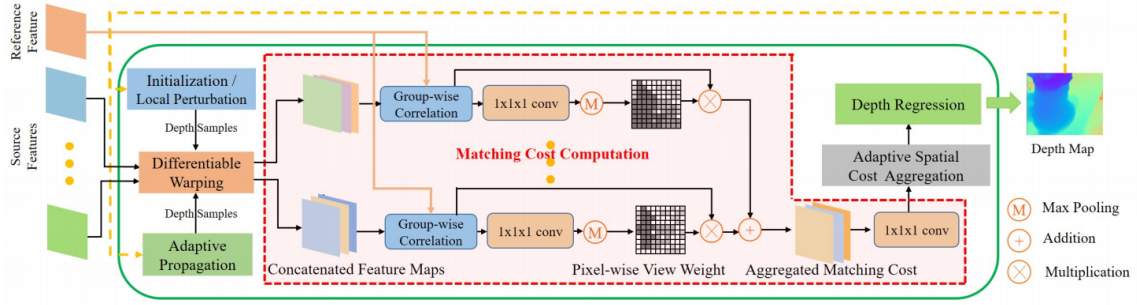 Reference
Feature
Source
Features
Initialization /
Local Perturbation
Depth Samples
Differentiable
Warping
Depth Samples
Adaptive
Propagation
Group-wise
Correlation
1x1x1 conv
M
Matching Cost Computation
Group-wise
Correlation
1x1x1 conv
M
Concatenated Feature Maps
Pixel-wise View Weight
Aggregated Matching Cost
1x1x1 conv
Adaptive Spatial
Cost Aggregation
Depth Regression
Depth Map
M Max Pooling
+ Addition
× Multiplication